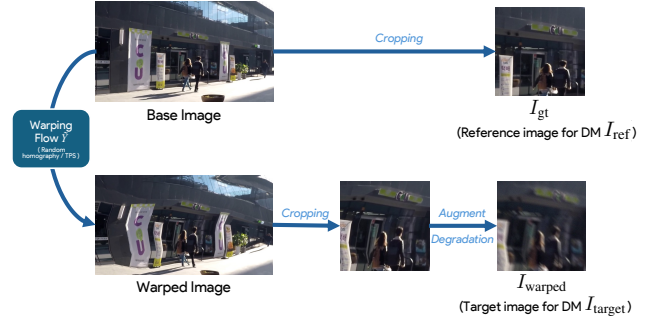 Cropping
Base Image
I_gt
(Reference image for DM I_ref)
Warping
Flow Y
( Random
homography / TPS )
Cropping
Augment
Degradation
Warped Image
I_warped
(Target image for DM I_target)